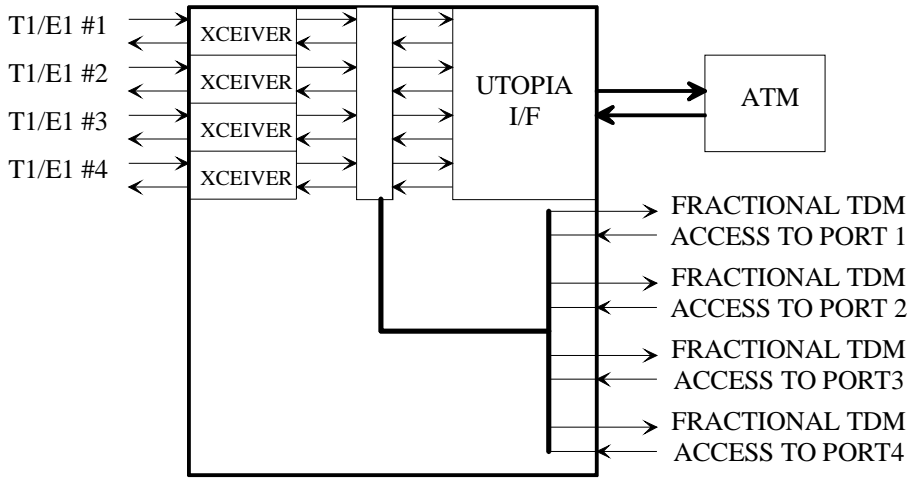 T1/E1 #1
T1/E1 #2
T1/E1 #3
T1/E1 #4
XCEIVER
XCEIVER
XCEIVER
XCEIVER
UTOPIA
I/F
ATM
FRACTIONAL TDM
ACCESS TO PORT 1
FRACTIONAL TDM
ACCESS TO PORT 2
FRACTIONAL TDM
ACCESS TO PORT3
FRACTIONAL TDM
ACCESS TO PORT4